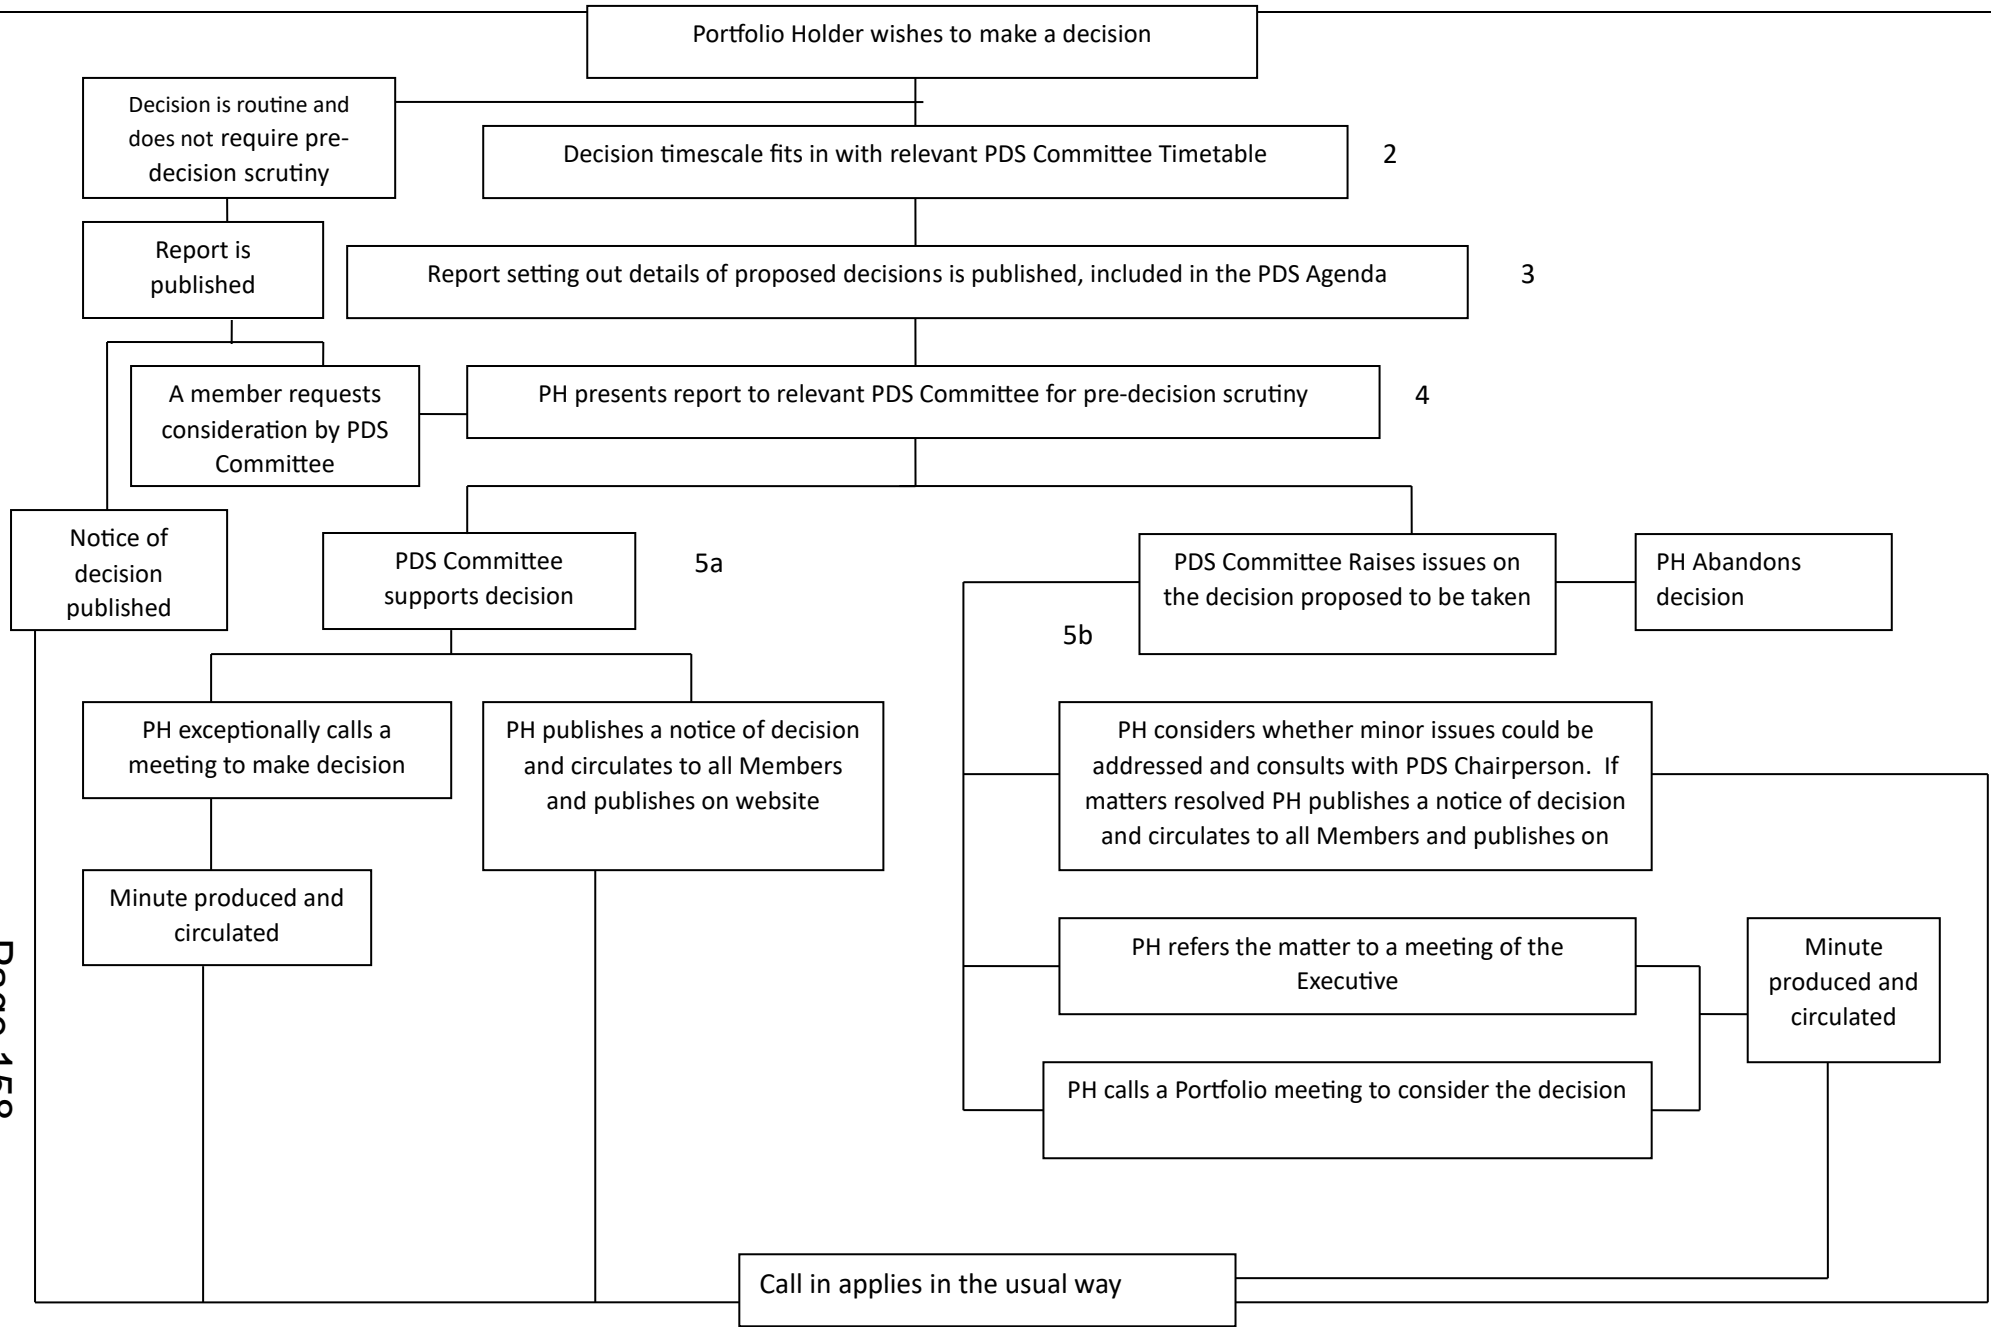 Portfolio Holder wishes to make a decision
Decision is routine and
does not require pre-
decision scrutiny
Decision timescale fits in with relevant PDS Committee Timetable
2
Report is
published
Report setting out details of proposed decisions is published, included in the PDS Agenda
3
A member requests
consideration by PDS
Committee
PH presents report to relevant PDS Committee for pre-decision scrutiny
4
Notice of
decision
published
PDS Committee
supports decision
5a
PDS Committee Raises issues on
the decision proposed to be taken
PH Abandons
decision
5b
PH exceptionally calls a
meeting to make decision
PH publishes a notice of decision
and circulates to all Members
and publishes on website
PH considers whether minor issues could be
addressed and consults with PDS Chairperson.  If
matters resolved PH publishes a notice of decision
and circulates to all Members and publishes on
Minute produced and
circulated
PH refers the matter to a meeting of the
Executive
Minute
produced and
circulated
PH calls a Portfolio meeting to consider the decision
Call in applies in the usual way
Page 158